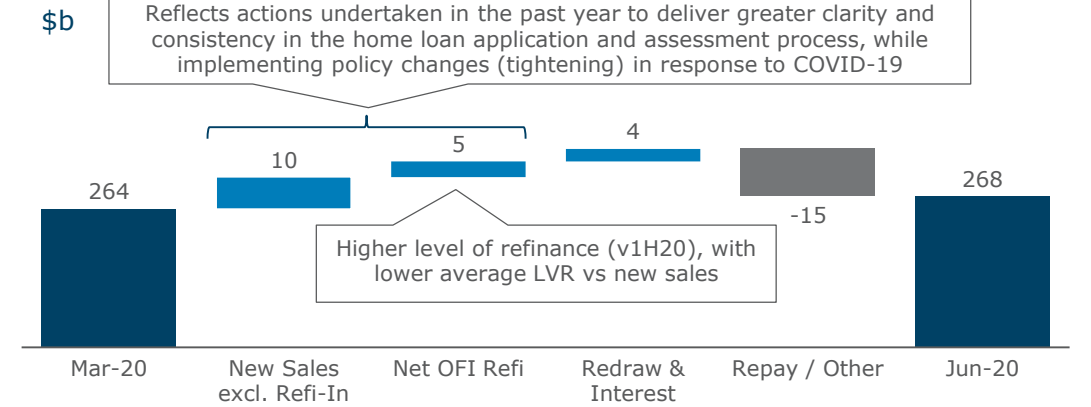 $b
Reflects actions undertaken in the past year to deliver greater clarity and
consistency in the home loan application and assessment process, while
implementing policy changes (tightening) in response to COVID-19
264
10
5
4
-15
268
Higher level of refinance (v1H20), with
lower average LVR vs new sales
Mar-20
New Sales
excl. Refi-In
Net OFI Refi
Redraw &
Interest
Repay / Other
Jun-20